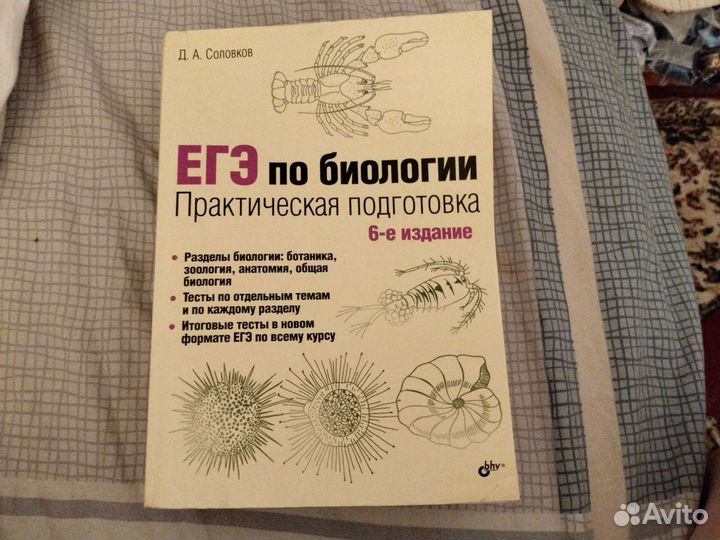 Д. А. Соловков
ЕГЭ по биологии
Практическая подготовка
6-е издание
• Разделы биологии: ботаника,
зоология, анатомия, общая
биология
• Тесты по отдельным темам
и по каждому разделу
• Итоговые тесты в новом
формате ЕГЭ по всему курсу
bhv®
Avito